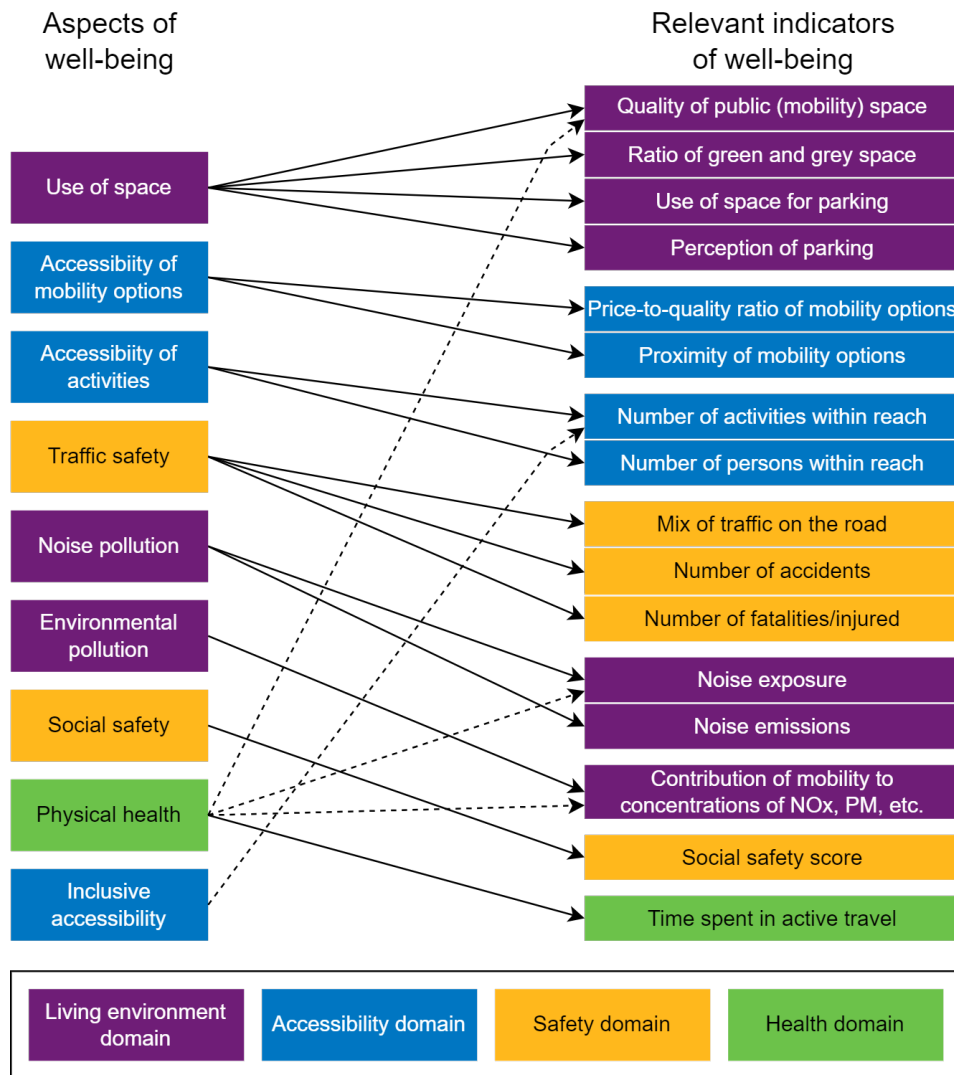 Aspects of
well-being
Relevant indicators
of well-being
Use of space
Accessibiity of
mobility options
Accessibiity of
activities
Traffic safety
Noise pollution
Environmental
pollution
Social safety
Physical health
Inclusive
accessibility
Quality of public (mobility) space
Ratio of green and grey space
Use of space for parking
Perception of parking
Price-to-quality ratio of mobility options
Proximity of mobility options
Number of activities within reach
Number of persons within reach
Mix of traffic on the road
Number of accidents
Number of fatalities/injured
Noise exposure
Noise emissions
Contribution of mobility to
concentrations of NOx, PM, etc.
Social safety score
Time spent in active travel
Living environment
domain
Accessibility domain
Safety domain
Health domain